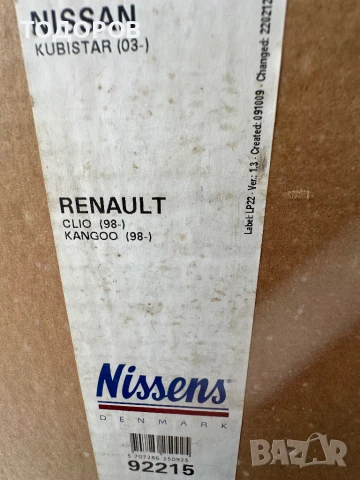 ТОДОРОВ
NISSAN
KUBISTAR (03-)
RENAULT
CLIO (98-)
KANGOO (98-)
Label: LP22 - Ver.: 1.3 - Created: 091009 - Changed: 220212
Nissens
DENMARK
5 707286 250925
92215
BAZAR